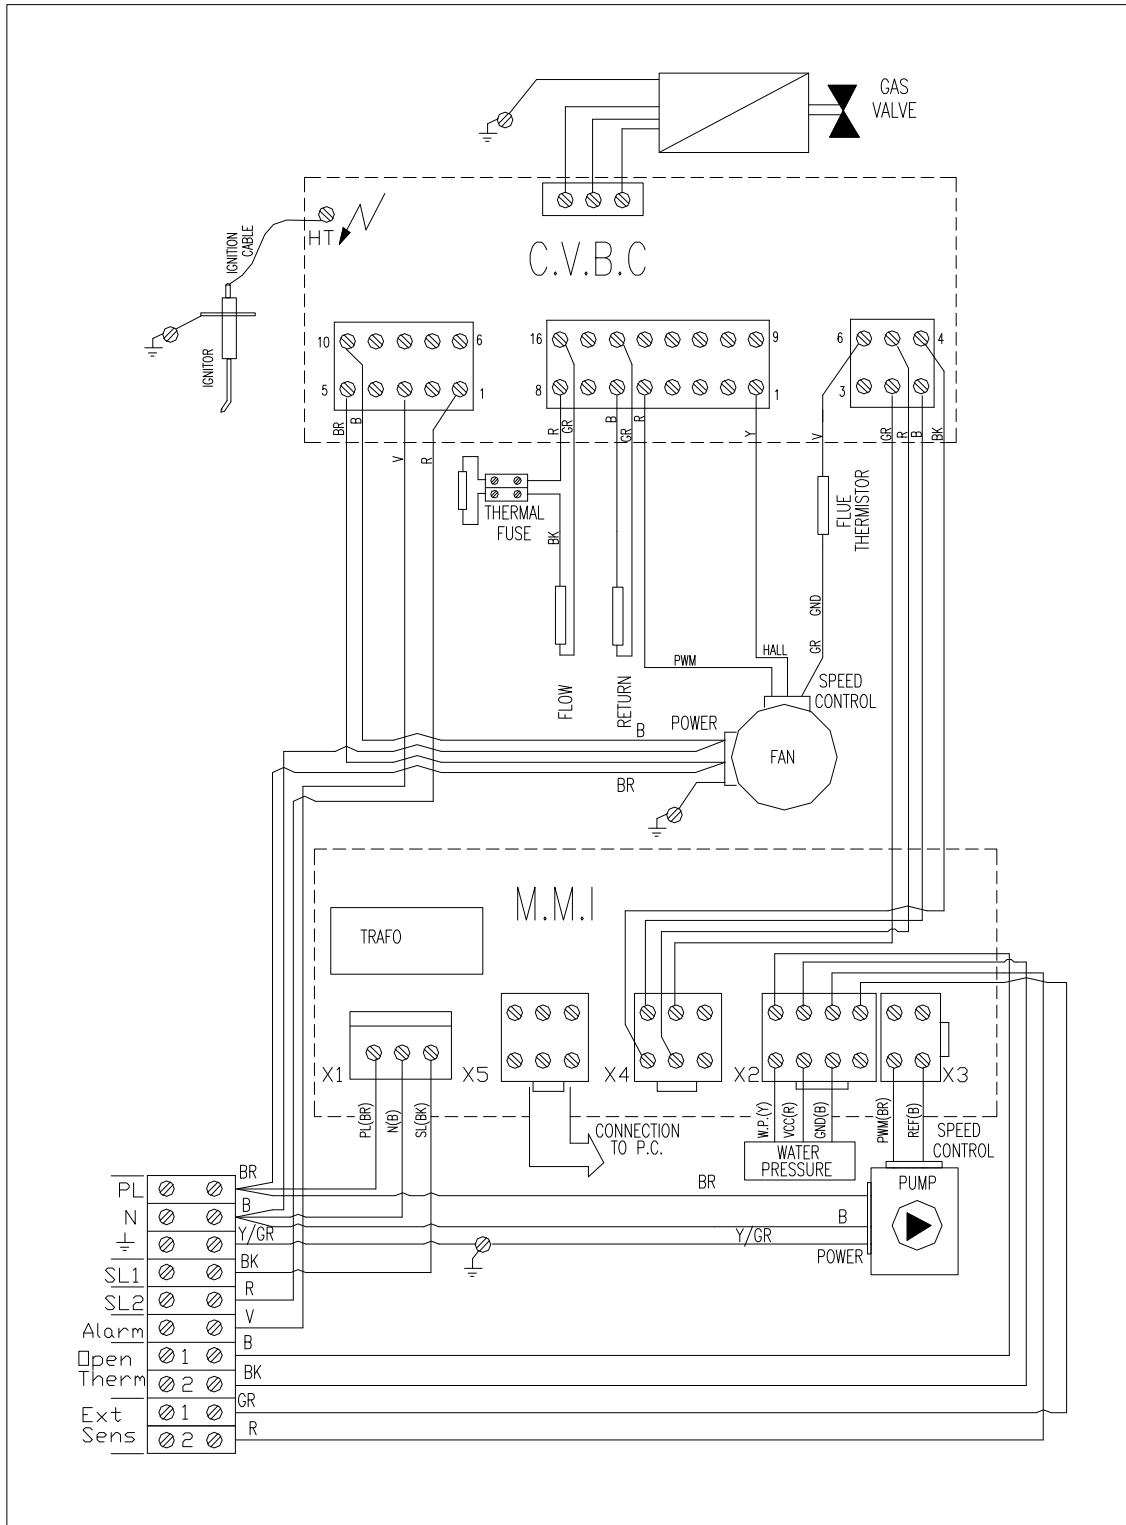 GAS
VALVE
IGNITION
CABLE
HT
C.V.B.C
IGNITOR
10
6
16
9
6
4
5
1
8
1
3
BR
B
V
R
R
GR
B
GR
R
Y
V
GR
R
B
BK
THERMAL
FUSE
BK
FLUE
THERMISTOR
GND
GR
FLOW
RETURN
PWM
HALL
SPEED
CONTROL
B
POWER
FAN
BR
M.M.I
TRAFO
X1
X5
X4
X2
X3
PL(BR)
N(B)
SL(BK)
CONNECTION
TO P.C.
W.P.(Y)
VCC(R)
GND(B)
PWM(BR)
REF(B)
SPEED
CONTROL
WATER
PRESSURE
PUMP
BR
B
Y/GR
POWER
PL
BR
N
B
Y/GR
SL1
BK
SL2
R
Alarm
V
Open
Therm
1
B
2
BK
Ext
Sens
1
GR
2
R